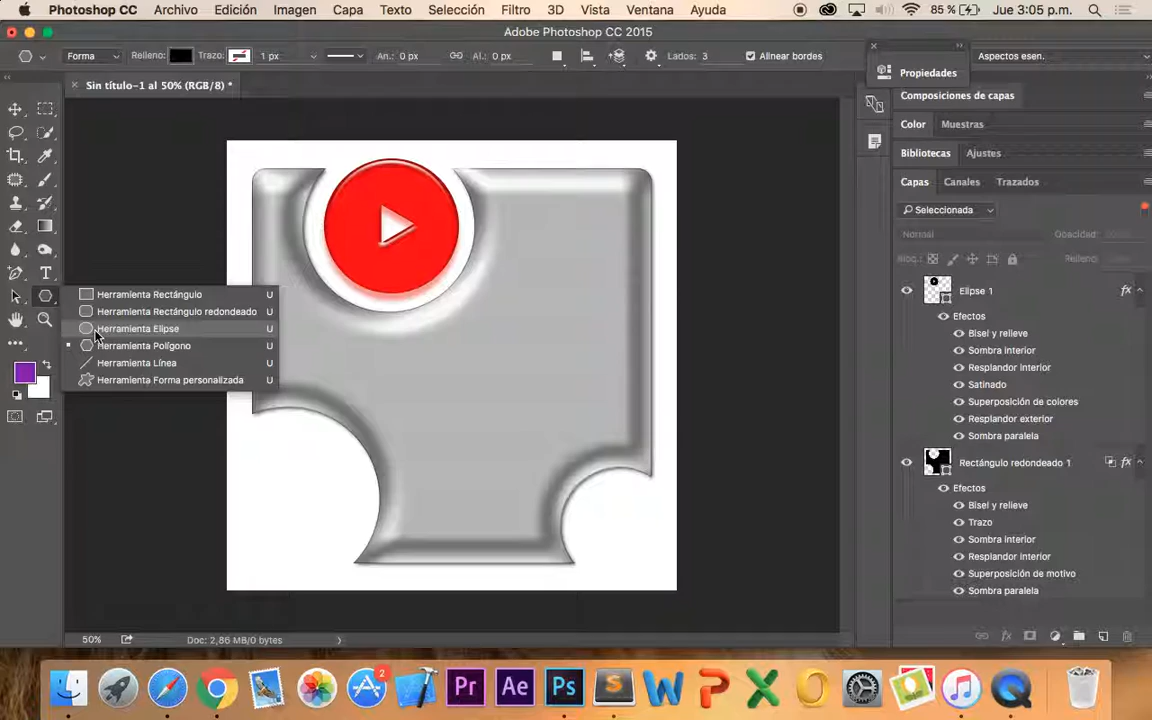 Photoshop CC Archivo Edición Imagen Capa Texto Selección Filtro 3D Vista Ventana Ayuda 85 % Jue 3:05 p.m.
Adobe Photoshop CC 2015
Forma Relleno: Trazo: 1 px An.: 0 px Al.: 0 px Lados: 3 Alinear bordes Aspectos esen.
Sin título-1 al 50% (RGB/8) *
Propiedades
Composiciones de capas
Color Muestras
Bibliotecas Ajustes
Capas Canales Trazados
Seleccionada
Normal Opacidad:
Bloq.: Relleno:
Elipse 1 fx
Efectos
Bisel y relieve
Sombra interior
Resplandor interior
Satinado
Superposición de colores
Resplandor exterior
Sombra paralela
Rectángulo redondeado 1 fx
Efectos
Bisel y relieve
Trazo
Sombra interior
Resplandor interior
Superposición de motivo
Sombra paralela
Herramienta Rectángulo U
Herramienta Rectángulo redondeado U
Herramienta Elipse U
Herramienta Polígono U
Herramienta Línea U
Herramienta Forma personalizada U
50% Doc: 2,86 MB/0 bytes
fx
2
Pr Ae Ps S W P X O